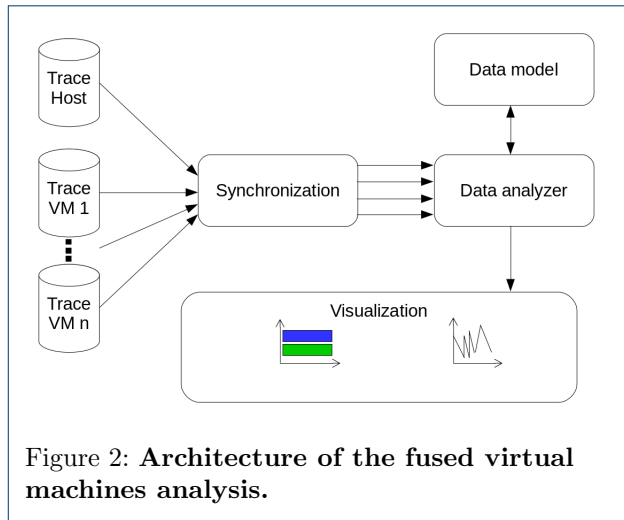 Trace
Host
Data model
Trace
VM 1
Synchronization
Data analyzer
Trace
VM n
Visualization
Figure 2: Architecture of the fused virtual
machines analysis.